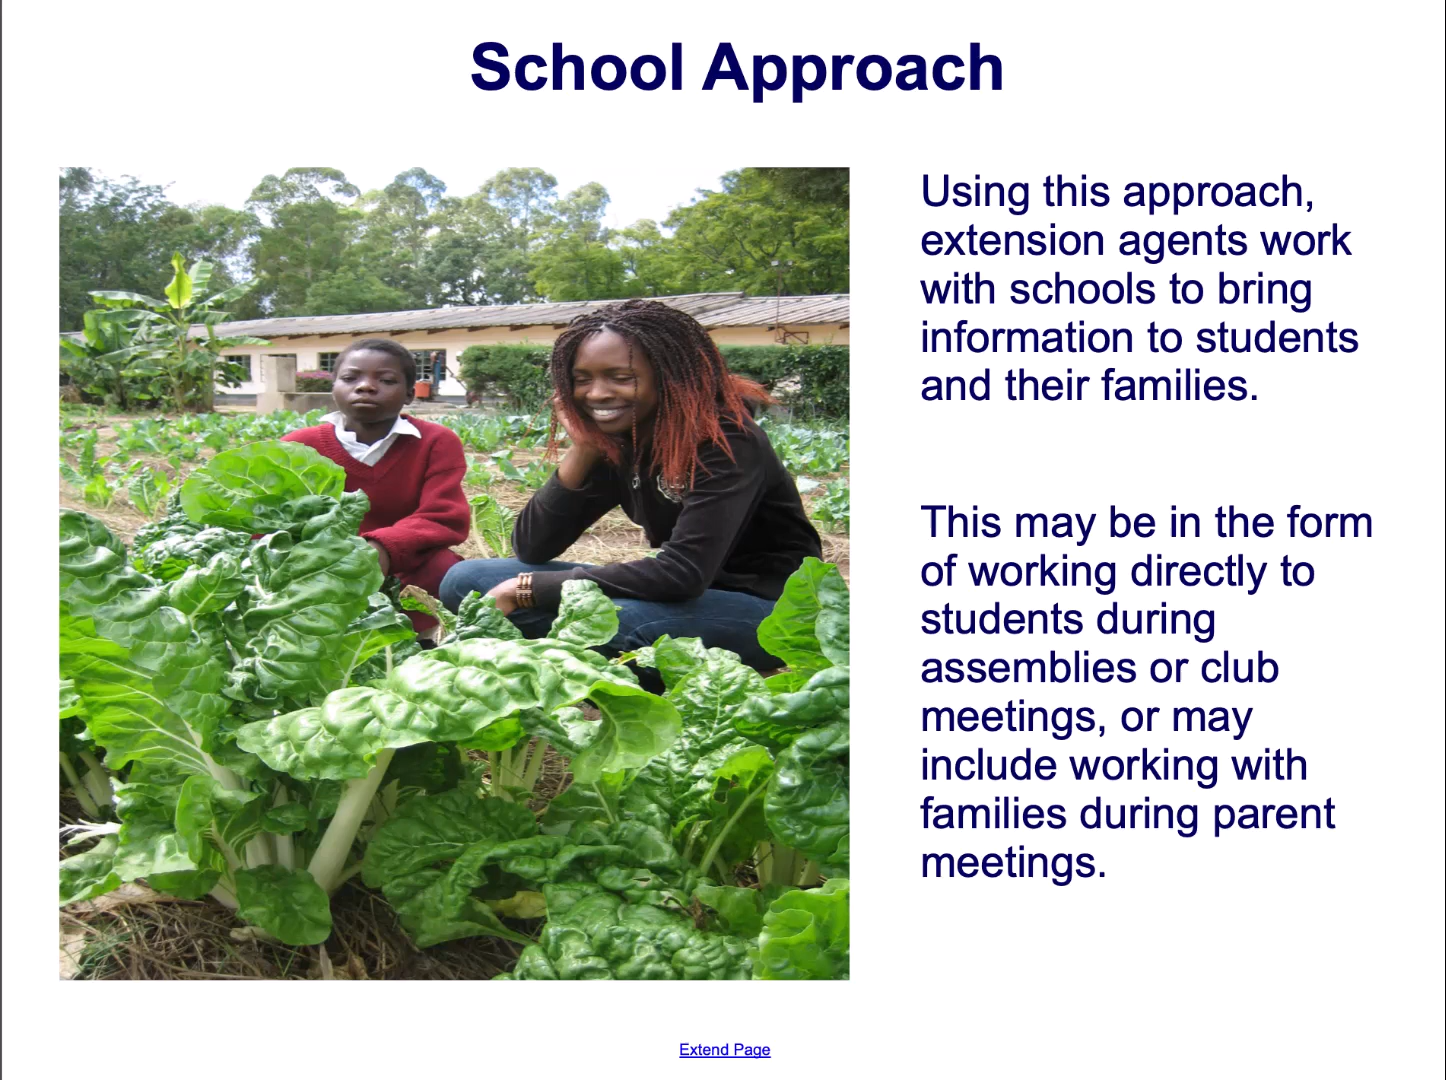 School Approach
Using this approach,
extension agents work
with schools to bring
information to students
and their families.
This may be in the form
of working directly to
students during
assemblies or club
meetings, or may
include working with
families during parent
meetings.
Extend Page